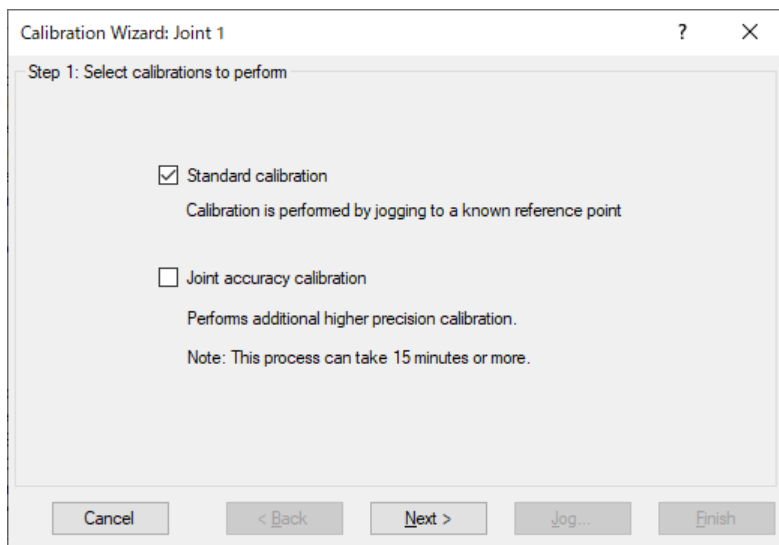 Calibration Wizard: Joint 1 ?
Step 1: Select calibrations to perform
Standard calibration
Calibration is performed by jogging to a known reference point
Joint accuracy calibration
Performs additional higher precision calibration.
Note: This process can take 15 minutes or more.
Cancel < Back Next > Jog... Finish